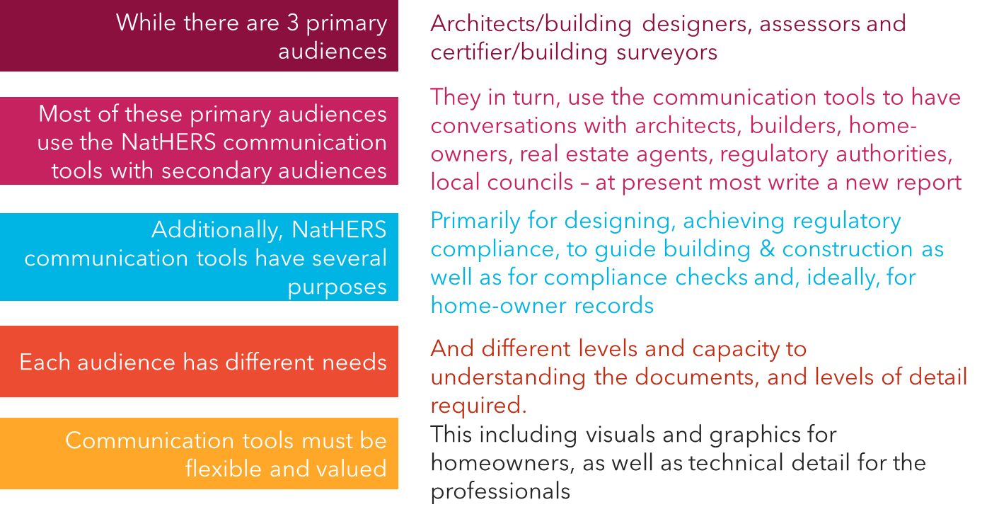 While there are 3 primary
audiences
Architects/building designers, assessors and
certifier/building surveyors
Most of these primary audiences
use the NatHERS communication
tools with secondary audiences
They in turn, use the communication tools to have
conversations with architects, builders, home-
owners, real estate agents, regulatory authorities,
local councils – at present most write a new report
Additionally, NatHERS
communication tools have several
purposes
Primarily for designing, achieving regulatory
compliance, to guide building & construction as
well as for compliance checks and, ideally, for
home-owner records
Each audience has different needs
And different levels and capacity to
understanding the documents, and levels of detail
required.
Communication tools must be
flexible and valued
This including visuals and graphics for
homeowners, as well as technical detail for the
professionals